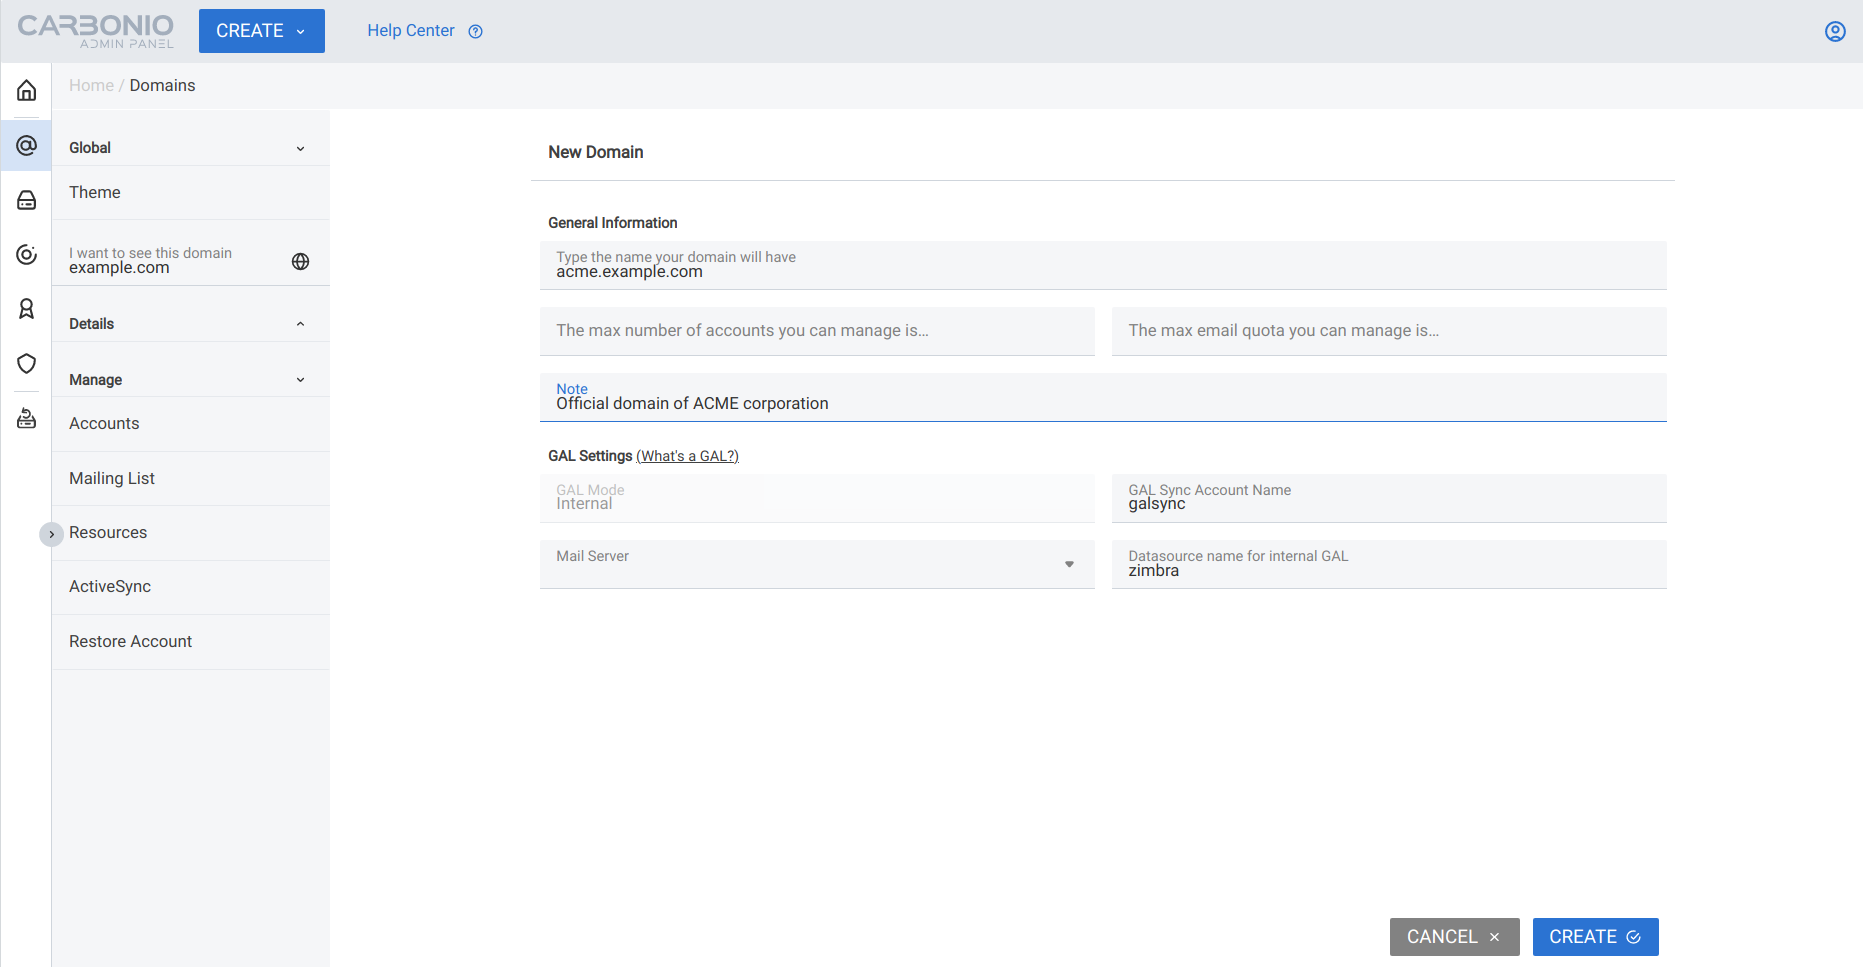 CARBONIO
ADMIN PANEL
CREATE
Help Center
Home / Domains
Global
Theme
I want to see this domain
example.com
Details
Manage
Accounts
Mailing List
Resources
ActiveSync
Restore Account
New Domain
General Information
Type the name your domain will have
acme.example.com
The max number of accounts you can manage is...
The max email quota you can manage is...
Note
Official domain of ACME corporation
GAL Settings (What's a GAL?)
GAL Mode
Internal
GAL Sync Account Name
galsync
Mail Server
Datasource name for internal GAL
zimbra
CANCEL
CREATE